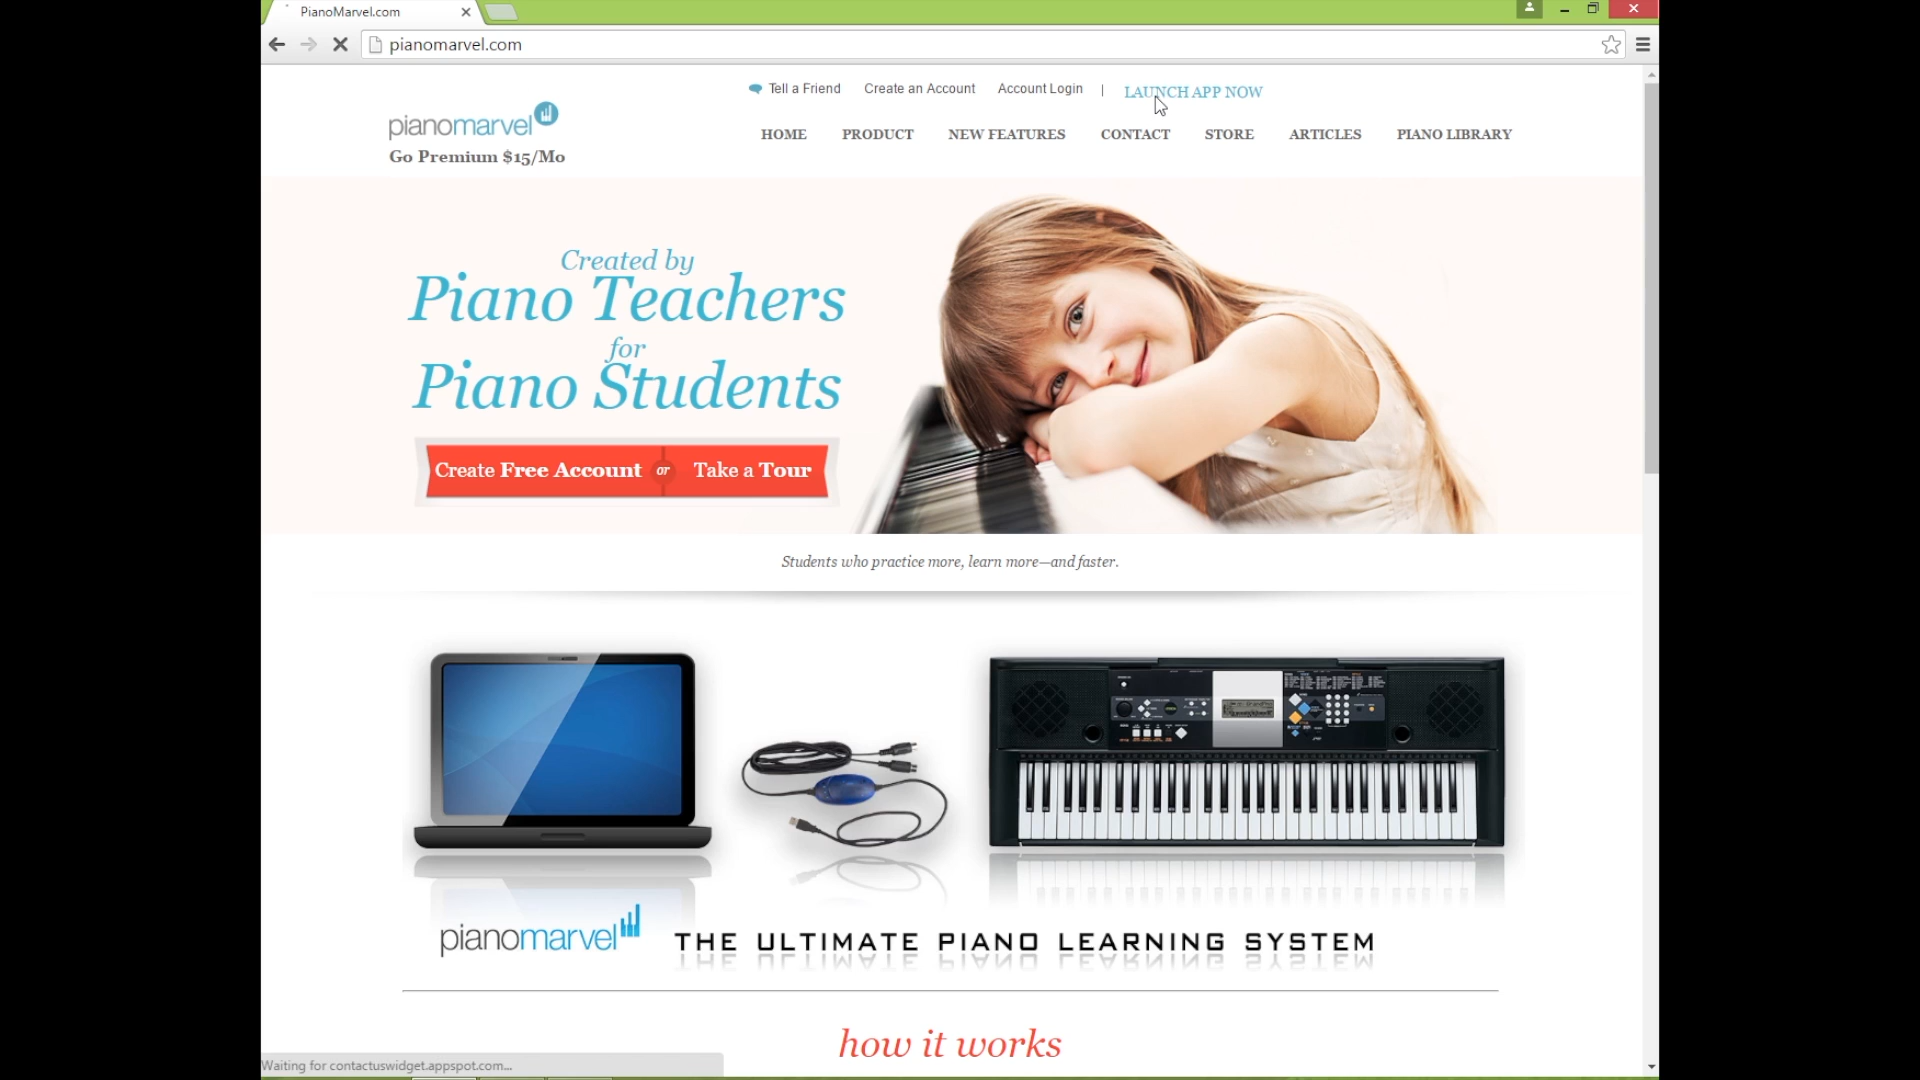 PianoMarvel.com
pianomarvel.com
Tell a Friend
Create an Account
Account Login
|
LAUNCH APP NOW
pianomarvel
Go Premium $15/Mo
HOME
PRODUCT
NEW FEATURES
CONTACT
STORE
ARTICLES
PIANO LIBRARY
Created by
Piano Teachers
for
Piano Students
Create Free Account or Take a Tour
Students who practice more, learn more—and faster.
pianomarvel
THE ULTIMATE PIANO LEARNING SYSTEM
how it works
Waiting for contactuswidget.appspot.com...